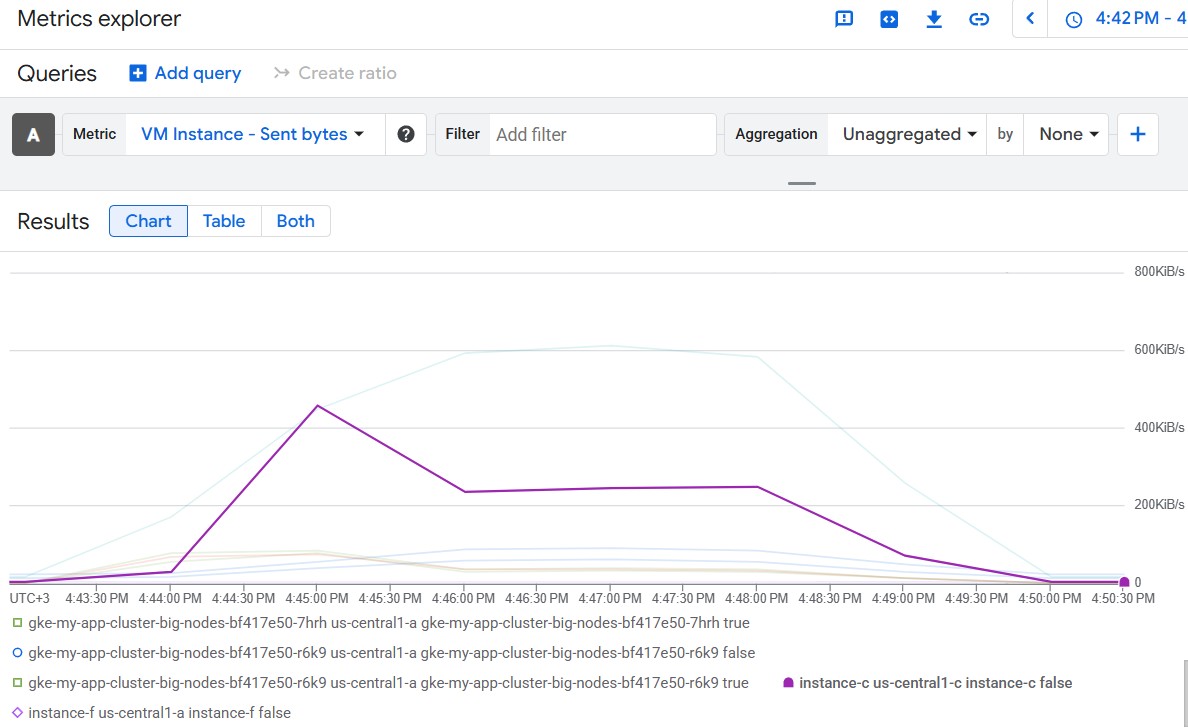 Metrics explorer
4:42 PM - 4
Queries Add query Create ratio
A Metric VM Instance - Sent bytes ? Filter Add filter Aggregation Unaggregated by None
Results Chart Table Both
800KiB/s
600KiB/s
400KiB/s
200KiB/s
0
UTC+3 4:43:30 PM 4:44:00 PM 4:44:30 PM 4:45:00 PM 4:45:30 PM 4:46:00 PM 4:46:30 PM 4:47:00 PM 4:47:30 PM 4:48:00 PM 4:48:30 PM 4:49:00 PM 4:49:30 PM 4:50:00 PM 4:50:30 PM
gke-my-app-cluster-big-nodes-bf417e50-7hrh us-central1-a gke-my-app-cluster-big-nodes-bf417e50-7hrh true
gke-my-app-cluster-big-nodes-bf417e50-r6k9 us-central1-a gke-my-app-cluster-big-nodes-bf417e50-r6k9 false
gke-my-app-cluster-big-nodes-bf417e50-r6k9 us-central1-a gke-my-app-cluster-big-nodes-bf417e50-r6k9 true instance-c us-central1-c instance-c false
instance-f us-central1-a instance-f false